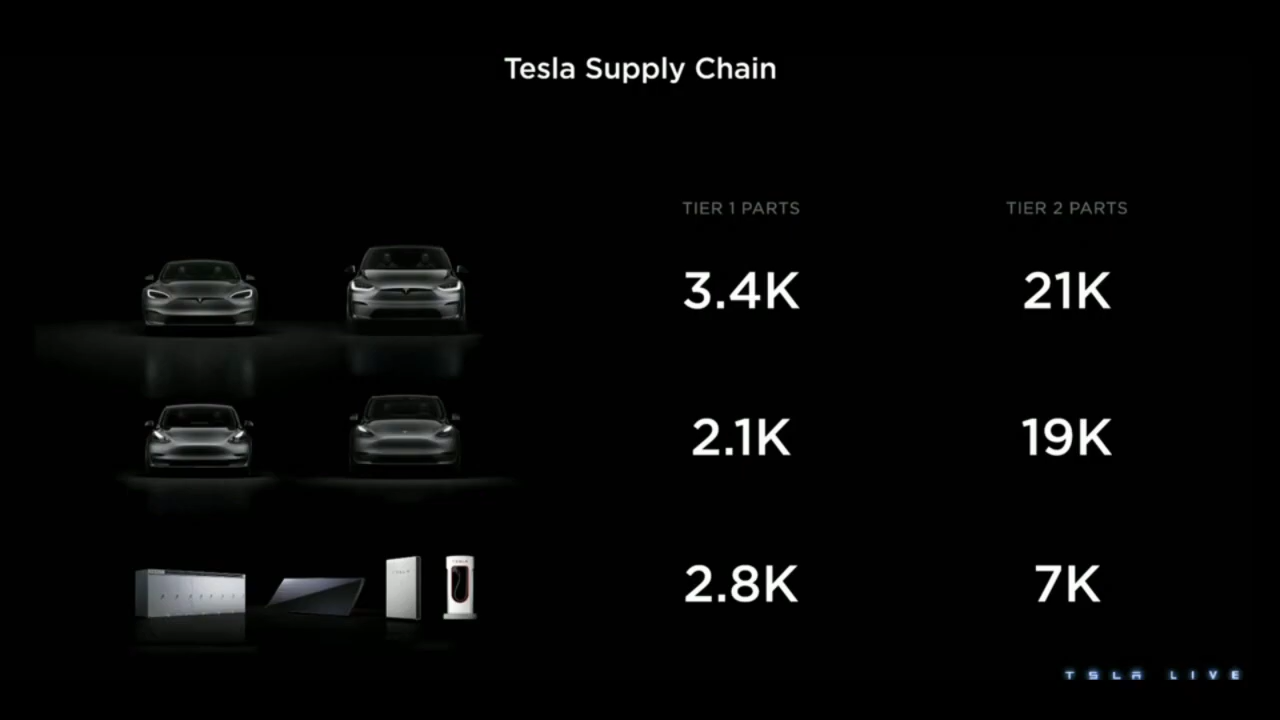 Tesla Supply Chain
TIER 1 PARTS TIER 2 PARTS
3.4K 21K
2.1K 19K
2.8K 7K
TSLA LIVE